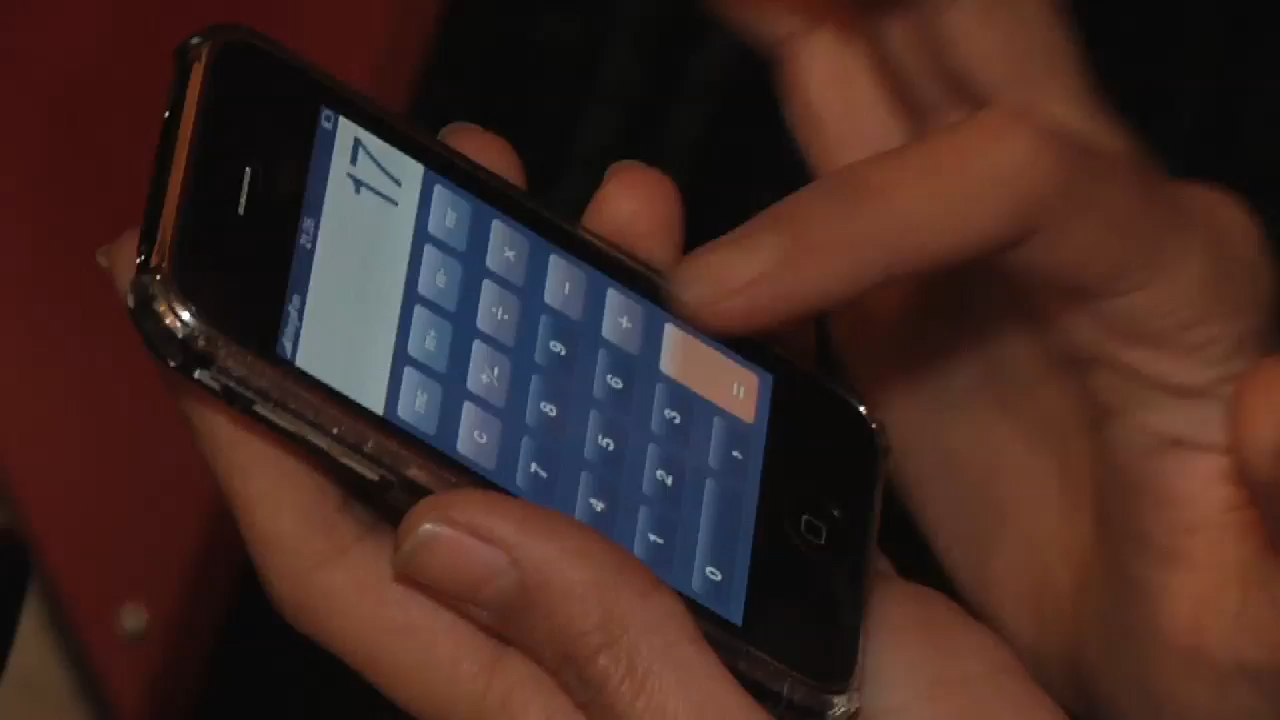 17
mc m+ m- mr
C +/- ÷ ×
7 8 9 −
4 5 6 +
1 2 3 =
0 ,